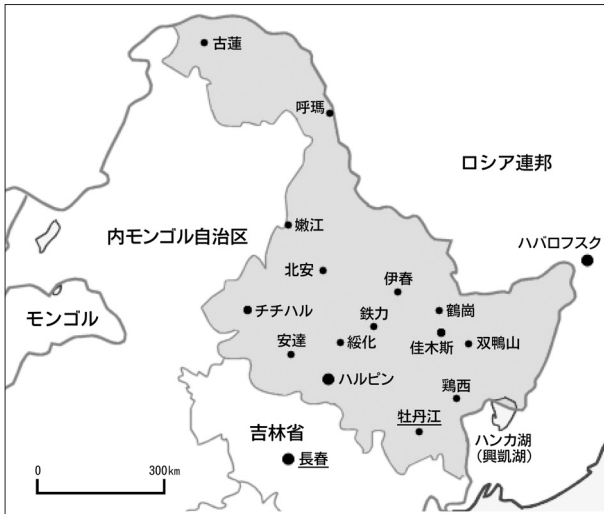 古蓮
呼瑪
ロシア連邦
嫩江
内モンゴル自治区
ハバロフスク
北安
伊春
モンゴル
チチハル
鉄力
鶴崗
安達
綏化
佳木斯
双鴨山
ハルピン
鶏西
牡丹江
吉林省
ハンカ湖
（興凱湖）
長春
0
300km